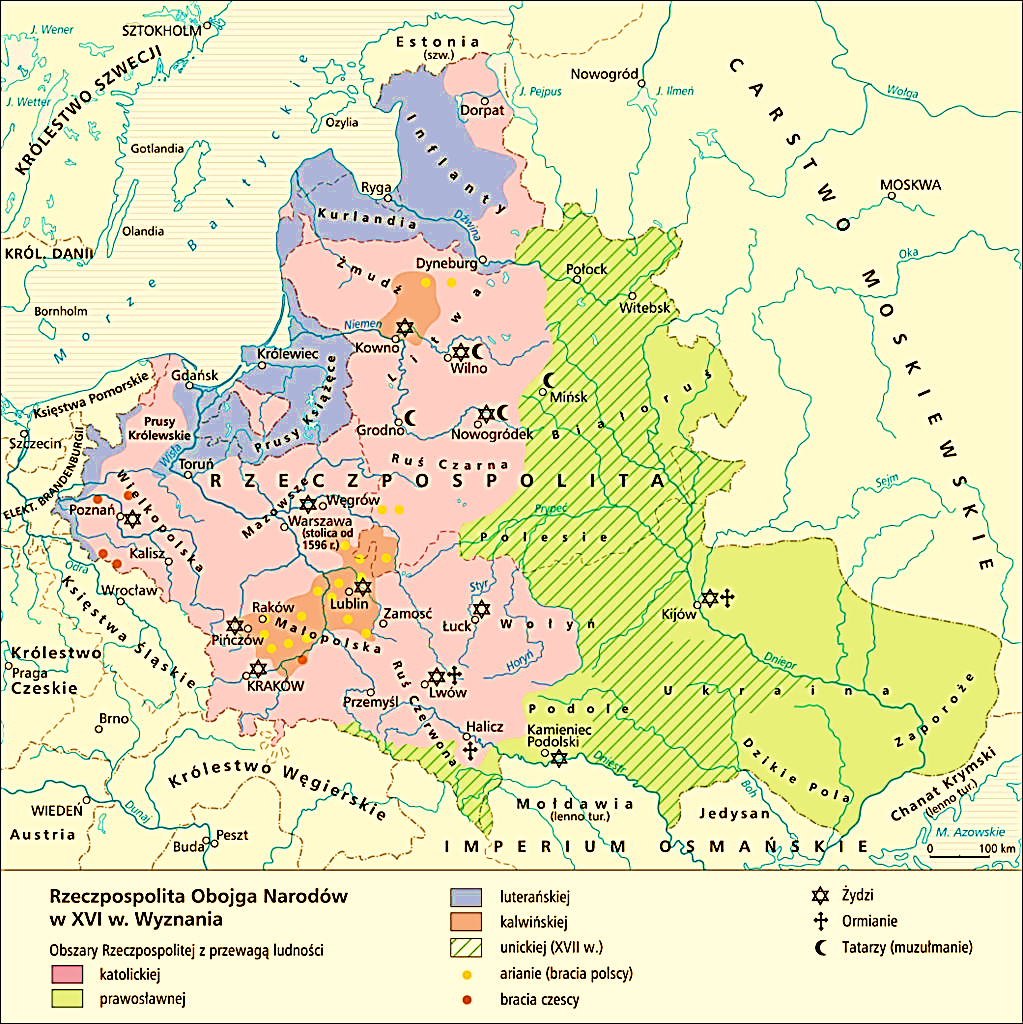 J. Wener
SZTOKHOLM
KRÓLESTWO SZWECJI
J. Wetter
Estonia
(szw.)
Nowogród
J. Pejpus
J. Ilmeń
Wołga
Dorpat
Ozylia
Inflanty
Gotlandia
CARSTWO MOSKIEWSKIE
MOSKWA
Ryga
Kurlandia
Dźwina
Olandia
Morze Bałtyckie
KRÓL. DANII
Oka
Żmudź
Dyneburg
Połock
Witebsk
Bornholm
Niemen
Kowno
Litwa
Wilno
Królewiec
Gdańsk
Księstwa Pomorskie
Prusy Książęce
Mińsk
Białoruś
Prusy
Królewskie
Grodno
Nowogródek
Szczecin
Wisła
Toruń
Ruś Czarna
RZECZPOSPOLITA
ELEKT. BRANDENBURGII
Wielkopolska
Mazowsze
Węgrów
Sejm
Poznań
Warszawa
(stolica od
1596 r.)
Prypeć
Polesie
Kalisz
Odra
Wrocław
Księstwa Śląskie
Raków
Lublin
Styr
Zamość
Łuck
Wołyń
Kijów
Pińczów
Małopolska
Królestwo
Czeskie
Praga
Horyń
Dniepr
KRAKÓW
Lwów
Ukraina
Przemyśl
Ruś Czerwona
Podole
Zaporoże
Brno
Halicz
Kamieniec
Podolski
Dniestr
Dzikie Pola
Królestwo Węgierskie
Boh
Chanat Krymski
(lenno tur.)
WIEDEŃ
Austria
Dunaj
Mołdawia
(lenno tur.)
Jedysan
Peszt
Buda
IMPERIUM OSMAŃSKIE
M. Azowskie
0 100 km
Rzeczpospolita Obojga Narodów
w XVI w. Wyznania
Obszary Rzeczpospolitej z przewagą ludności
katolickiej
prawosławnej
luterańskiej
kalwińskiej
unickiej (XVII w.)
arianie (bracia polscy)
bracia czescy
Żydzi
Ormianie
Tatarzy (muzułmanie)